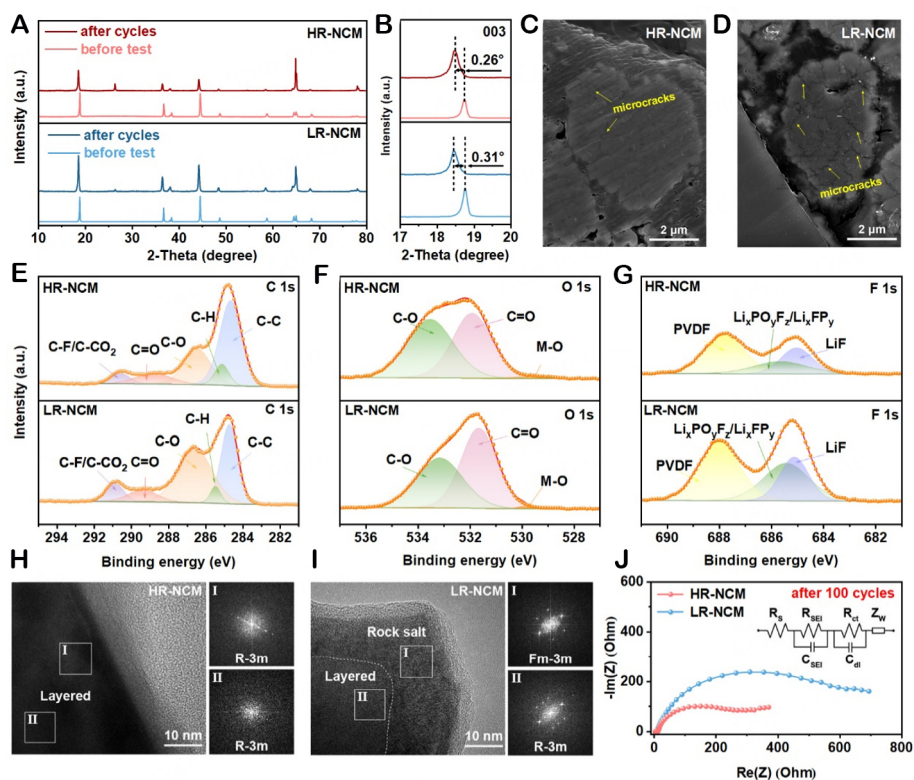 A
after cycles
before test
HR-NCM
after cycles
before test
LR-NCM
Intensity (a.u.)
10 20 30 40 50 60 70 80
2-Theta (degree)
B
003
0.26°
0.31°
Intensity (a.u.)
17 18 19 20
2-Theta (degree)
C
HR-NCM
microcracks
2 μm
D
LR-NCM
microcracks
2 μm
E
HR-NCM
C 1s
C-H
C-C
C-O
C=O
C-F/C-CO2
LR-NCM
C 1s
C-H
C-C
C-O
C-F/C-CO2
C=O
Intensity (a.u.)
294 292 290 288 286 284 282 281
Binding energy (eV)
F
HR-NCM
O 1s
C-O
C=O
M-O
LR-NCM
O 1s
C=O
C-O
M-O
Intensity (a.u.)
536 534 532 530 528
Binding energy (eV)
G
HR-NCM
F 1s
LixPOyFz/LixFPy
PVDF
LiF
LR-NCM
F 1s
LixPOyFz/LixFPy
LiF
PVDF
Intensity (a.u.)
690 688 686 684 682 681
Binding energy (eV)
H
HR-NCM
I
Layered
II
10 nm
I
R-3m
II
R-3m
I
LR-NCM
Rock salt
I
Layered
II
10 nm
I
Fm-3m
II
R-3m
J
HR-NCM
LR-NCM
after 100 cycles
RS
RSEI
Rct
ZW
CSEI
Cdl
-Im(Z) (Ohm)
-600
-400
-200
0
0 200 400 600 800
Re(Z) (Ohm)